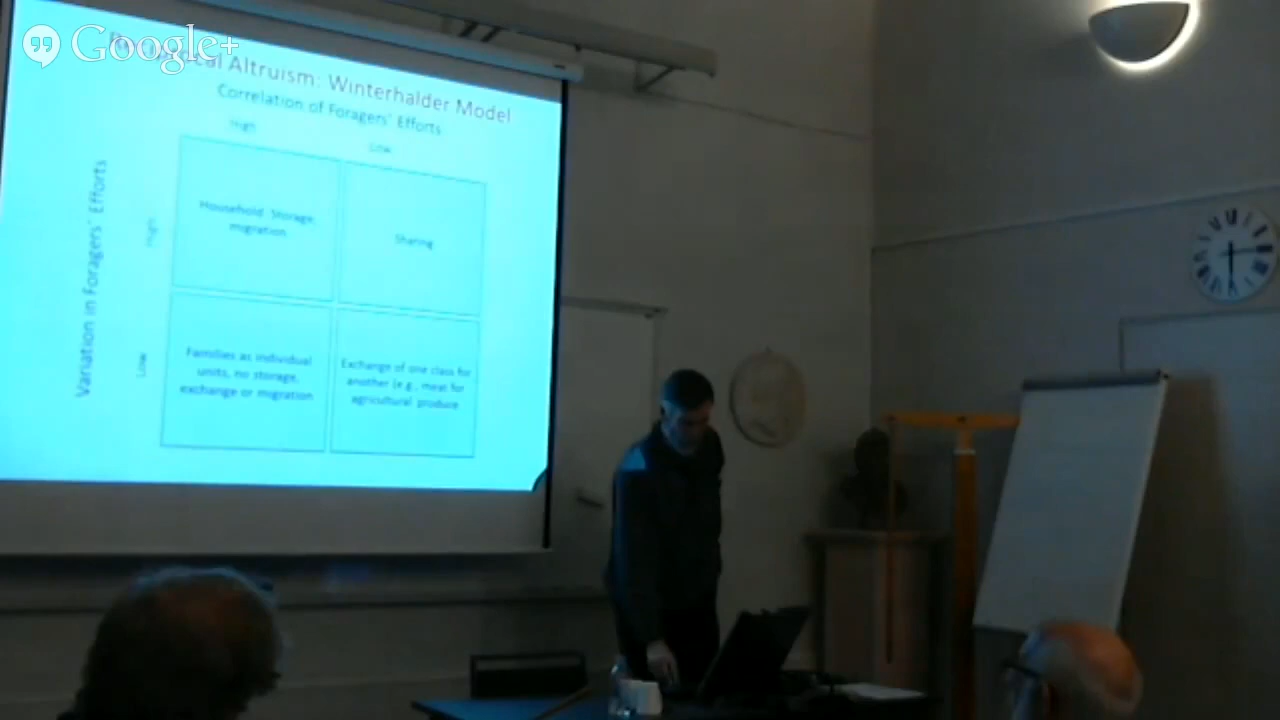 Google+
Altruism: Winterhalder Model
Correlation of Foragers' Efforts
High
Low
Variation in Foragers' Efforts
High
Low
Household Storage
migration
Sharing
Families as individual
units, no storage,
exchange or migration
Exchange of one class for
another (e.g., meat for
agricultural produce